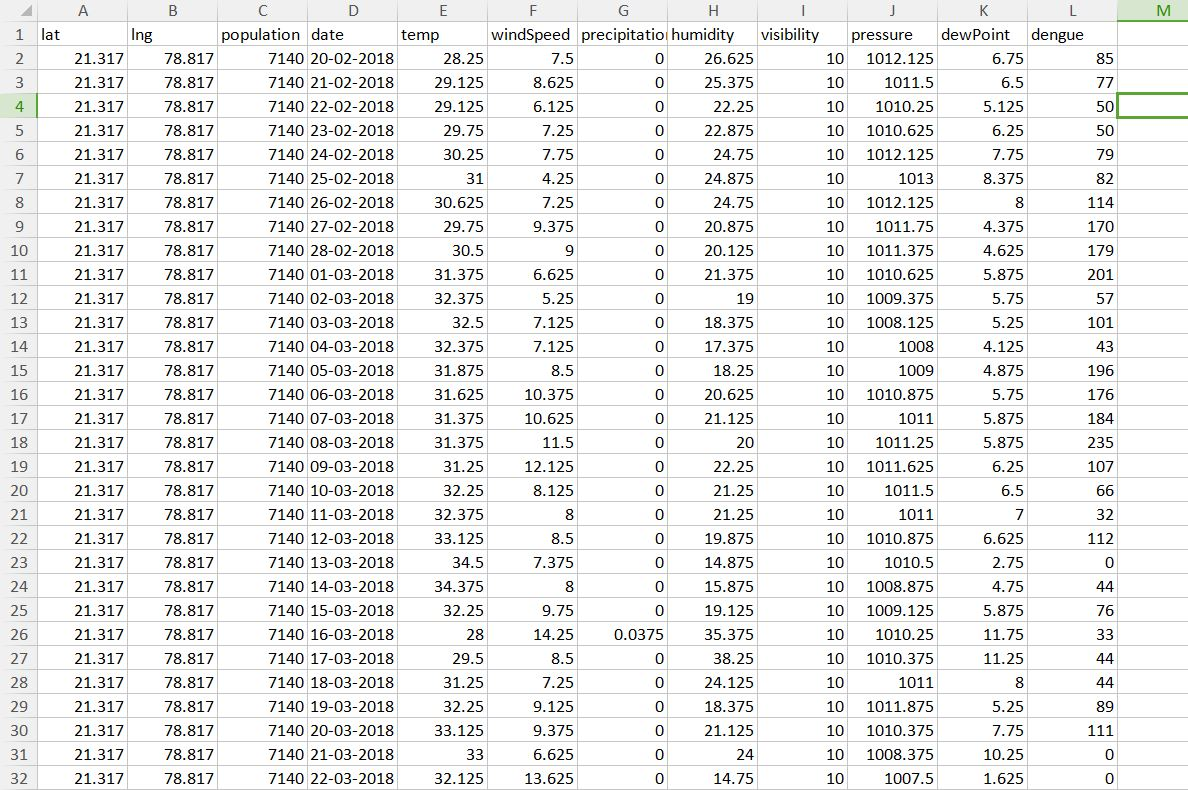 A B C D E F G H I J K L M
1 lat lng population date temp windSpeed precipitatio humidity visibility pressure dewPoint dengue
2 21.317 78.817 7140 20-02-2018 28.25 7.5 0 26.625 10 1012.125 6.75 85
3 21.317 78.817 7140 21-02-2018 29.125 8.625 0 25.375 10 1011.5 6.5 77
4 21.317 78.817 7140 22-02-2018 29.125 6.125 0 22.25 10 1010.25 5.125 50
5 21.317 78.817 7140 23-02-2018 29.75 7.25 0 22.875 10 1010.625 6.25 50
6 21.317 78.817 7140 24-02-2018 30.25 7.75 0 24.75 10 1012.125 7.75 79
7 21.317 78.817 7140 25-02-2018 31 4.25 0 24.875 10 1013 8.375 82
8 21.317 78.817 7140 26-02-2018 30.625 7.25 0 24.75 10 1012.125 8 114
9 21.317 78.817 7140 27-02-2018 29.75 9.375 0 20.875 10 1011.75 4.375 170
10 21.317 78.817 7140 28-02-2018 30.5 9 0 20.125 10 1011.375 4.625 179
11 21.317 78.817 7140 01-03-2018 31.375 6.625 0 21.375 10 1010.625 5.875 201
12 21.317 78.817 7140 02-03-2018 32.375 5.25 0 19 10 1009.375 5.75 57
13 21.317 78.817 7140 03-03-2018 32.5 7.125 0 18.375 10 1008.125 5.25 101
14 21.317 78.817 7140 04-03-2018 32.375 7.125 0 17.375 10 1008 4.125 43
15 21.317 78.817 7140 05-03-2018 31.875 8.5 0 18.25 10 1009 4.875 196
16 21.317 78.817 7140 06-03-2018 31.625 10.375 0 20.625 10 1010.875 5.75 176
17 21.317 78.817 7140 07-03-2018 31.375 10.625 0 21.125 10 1011 5.875 184
18 21.317 78.817 7140 08-03-2018 31.375 11.5 0 20 10 1011.25 5.875 235
19 21.317 78.817 7140 09-03-2018 31.25 12.125 0 22.25 10 1011.625 6.25 107
20 21.317 78.817 7140 10-03-2018 32.25 8.125 0 21.25 10 1011.5 6.5 66
21 21.317 78.817 7140 11-03-2018 32.375 8 0 21.25 10 1011 7 32
22 21.317 78.817 7140 12-03-2018 33.125 8.5 0 19.875 10 1010.875 6.625 112
23 21.317 78.817 7140 13-03-2018 34.5 7.375 0 14.875 10 1010.5 2.75 0
24 21.317 78.817 7140 14-03-2018 34.375 8 0 15.875 10 1008.875 4.75 44
25 21.317 78.817 7140 15-03-2018 32.25 9.75 0 19.125 10 1009.125 5.875 76
26 21.317 78.817 7140 16-03-2018 28 14.25 0.0375 35.375 10 1010.25 11.75 33
27 21.317 78.817 7140 17-03-2018 29.5 8.5 0 38.25 10 1010.375 11.25 44
28 21.317 78.817 7140 18-03-2018 31.25 7.25 0 24.125 10 1011 8 44
29 21.317 78.817 7140 19-03-2018 32.25 9.125 0 18.375 10 1011.875 5.25 89
30 21.317 78.817 7140 20-03-2018 33.125 9.375 0 21.125 10 1010.375 7.75 111
31 21.317 78.817 7140 21-03-2018 33 6.625 0 24 10 1008.375 10.25 0
32 21.317 78.817 7140 22-03-2018 32.125 13.625 0 14.75 10 1007.5 1.625 0